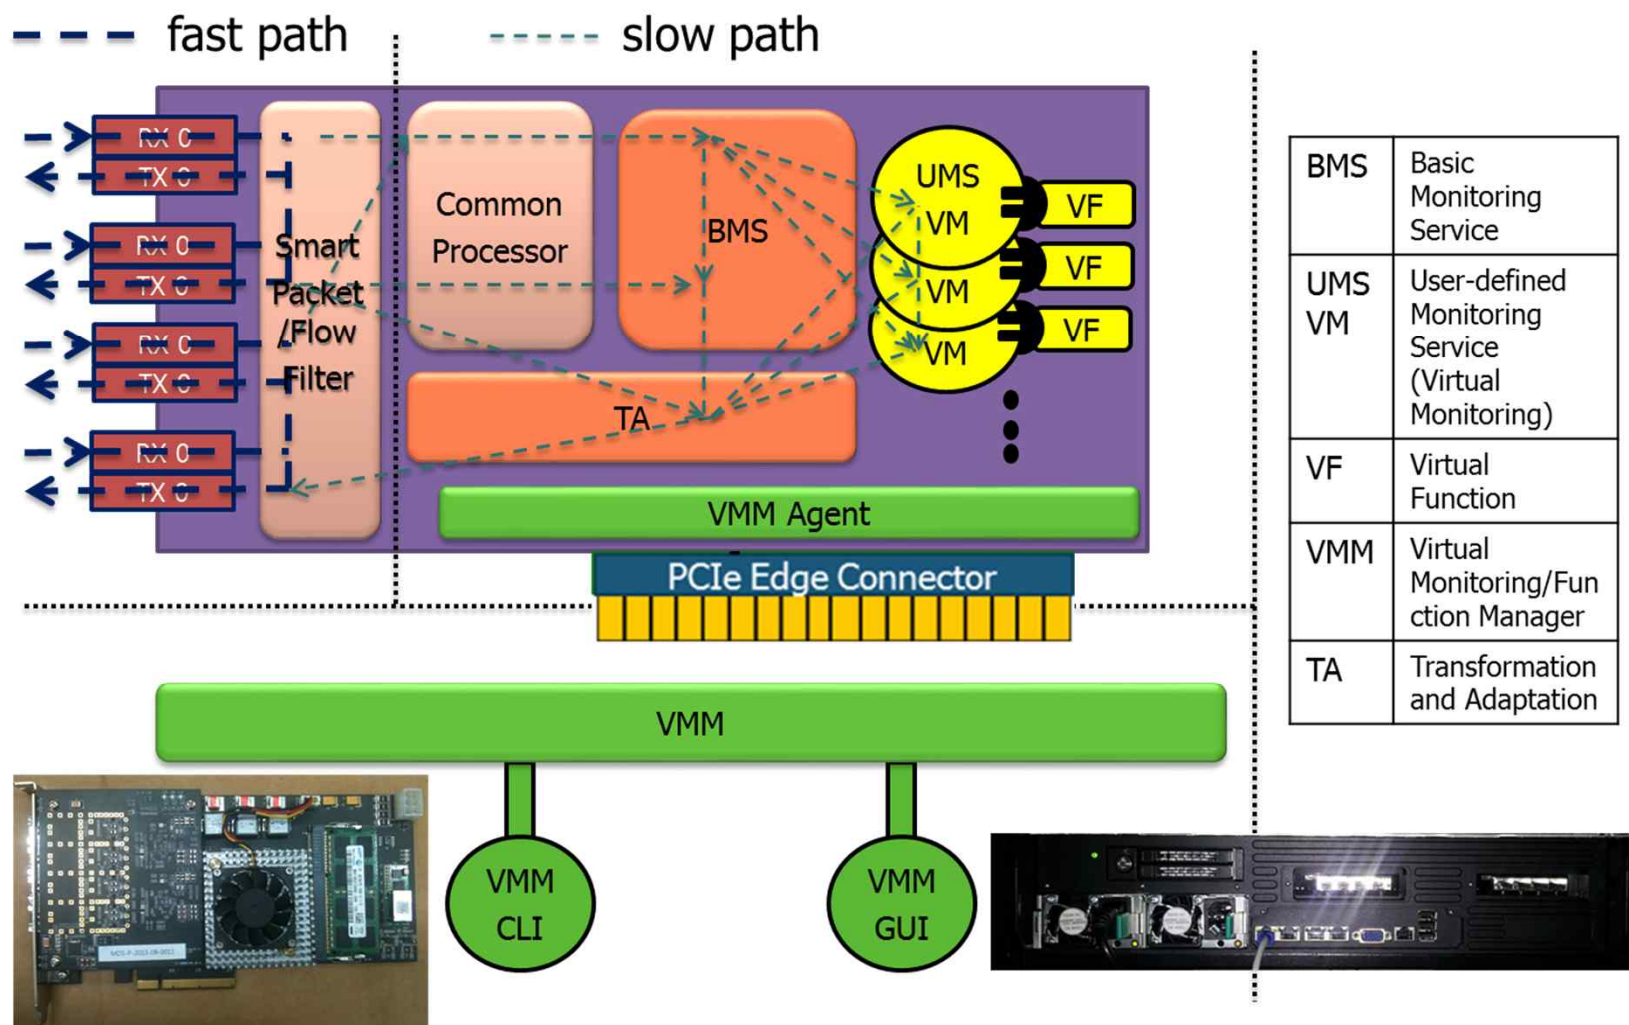 fast path
slow path
RX 0
TX 0
RX 0
TX 0
RX 0
TX 0
RX 0
TX 0
Smart
Packet
/Flow
Filter
Common
Processor
BMS
TA
UMS
VM
VM
VM
VF
VF
VF
VMM Agent
PCIe Edge Connector
VMM
VMM
CLI
VMM
GUI
BMS
Basic
Monitoring
Service
UMS
VM
User-defined
Monitoring
Service
(Virtual
Monitoring)
VF
Virtual
Function
VMM
Virtual
Monitoring/Fun
ction Manager
TA
Transformation
and Adaptation